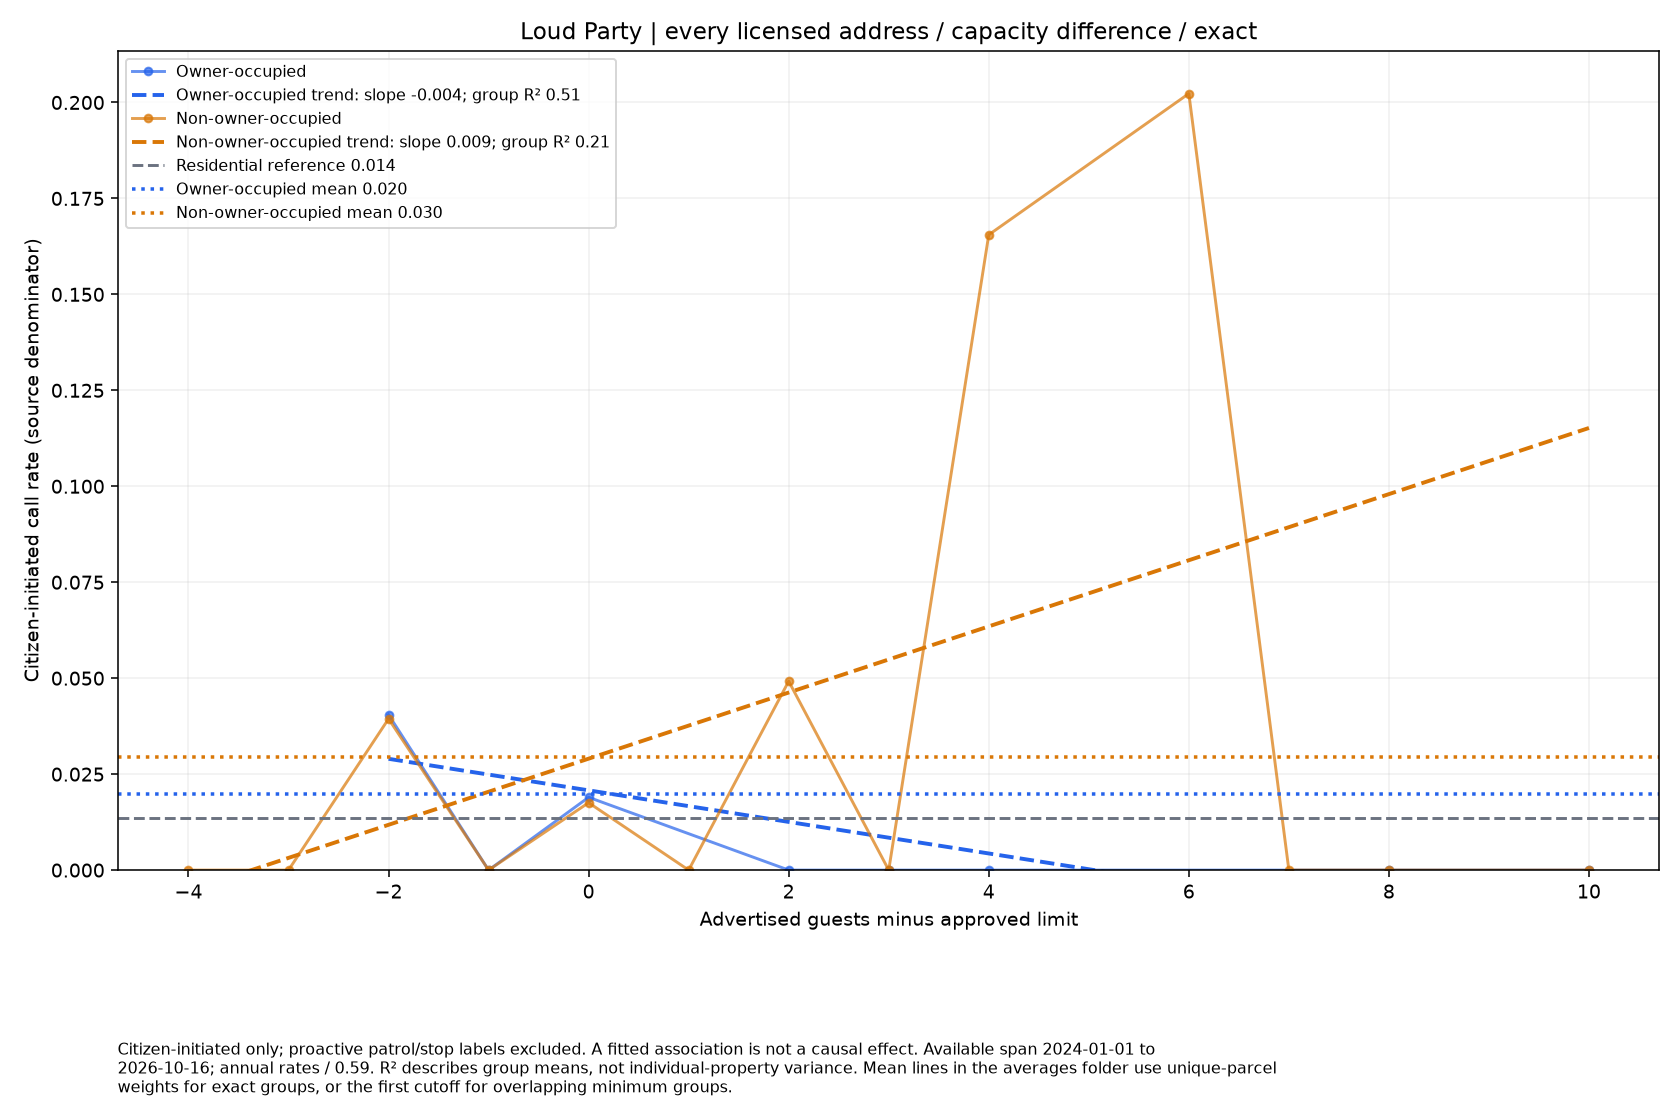 Loud Party | every licensed address / capacity difference / exact
Owner-occupied
Owner-occupied trend: slope -0.004; group R² 0.51
Non-owner-occupied
Non-owner-occupied trend: slope 0.009; group R² 0.21
Residential reference 0.014
Owner-occupied mean 0.020
Non-owner-occupied mean 0.030
Citizen-initiated call rate (source denominator)
0.200
0.175
0.150
0.125
0.100
0.075
0.050
0.025
0.000
−4 −2 0 2 4 6 8 10
Advertised guests minus approved limit
Citizen-initiated only; proactive patrol/stop labels excluded. A fitted association is not a causal effect. Available span 2024-01-01 to
2026-10-16; annual rates / 0.59. R² describes group means, not individual-property variance. Mean lines in the averages folder use unique-parcel
weights for exact groups, or the first cutoff for overlapping minimum groups.